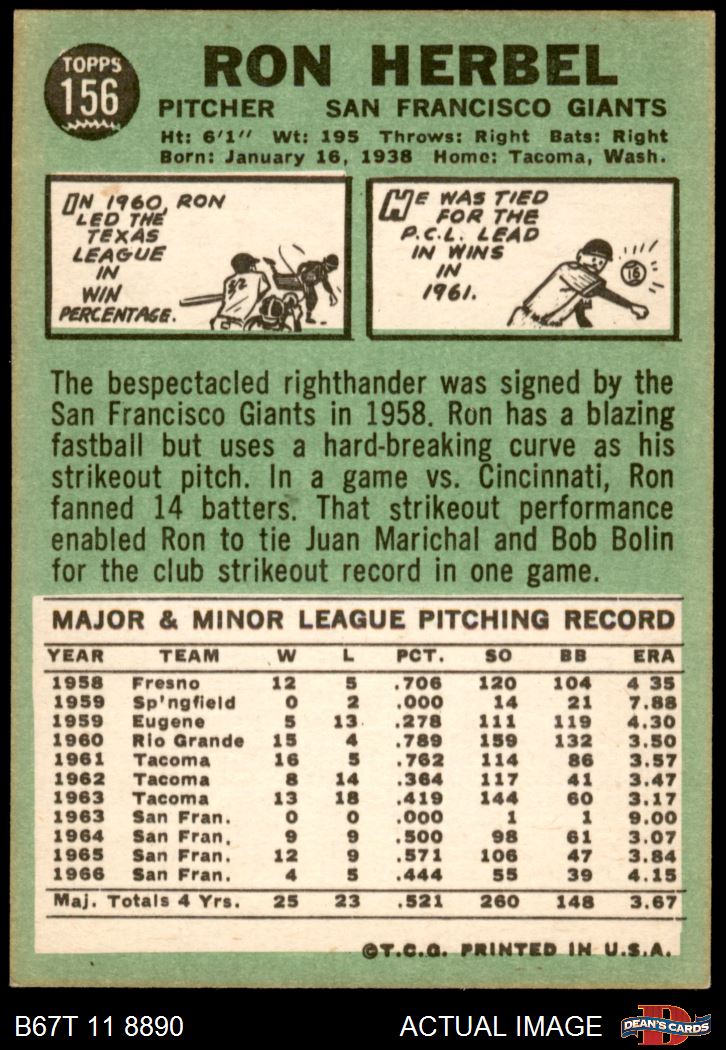 TOPPS
156
RON HERBEL
PITCHER SAN FRANCISCO GIANTS
Ht: 6'1" Wt: 195 Throws: Right Bats: Right
Born: January 16, 1938 Home: Tacoma, Wash.
IN 1960, RON
LED THE
TEXAS
LEAGUE
IN
WIN
PERCENTAGE.
32
HE WAS TIED
FOR THE
P.C.L. LEAD
IN WINS
IN
1961.
16
The bespectacled righthander was signed by the
San Francisco Giants in 1958. Ron has a blazing
fastball but uses a hard-breaking curve as his
strikeout pitch. In a game vs. Cincinnati, Ron
fanned 14 batters. That strikeout performance
enabled Ron to tie Juan Marichal and Bob Bolin
for the club strikeout record in one game.
MAJOR & MINOR LEAGUE PITCHING RECORD
YEAR TEAM W L PCT. SO BB ERA
1958 Fresno 12 5 .706 120 104 4 35
1959 Sp'ngfield 0 2 .000 14 21 7.88
1959 Eugene 5 13 .278 111 119 4.30
1960 Rio Grande 15 4 .789 159 132 3.50
1961 Tacoma 16 5 .762 114 86 3.57
1962 Tacoma 8 14 .364 117 41 3.47
1963 Tacoma 13 18 .419 144 60 3.17
1963 San Fran. 0 0 .000 1 1 9.00
1964 San Fran. 9 9 .500 98 61 3.07
1965 San Fran. 12 9 .571 106 47 3.84
1966 San Fran. 4 5 .444 55 39 4.15
Maj. Totals 4 Yrs. 25 23 .521 260 148 3.67
©T.C.G. PRINTED IN U.S.A.
B67T 11 8890 ACTUAL IMAGE
D
DEAN'S CARDS